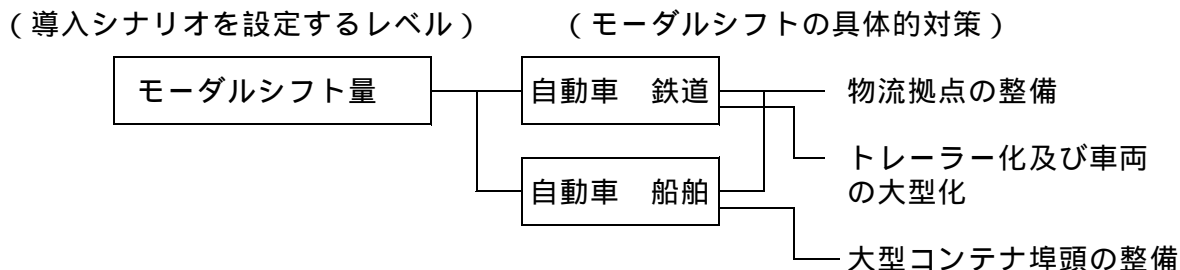 (導入シナリオを設定するレベル) (モーダルシフトの具体的対策)
モーダルシフト量
自動車 鉄道
物流拠点の整備
トレーラー化及び車両
の大型化
自動車 船舶
大型コンテナ埠頭の整備